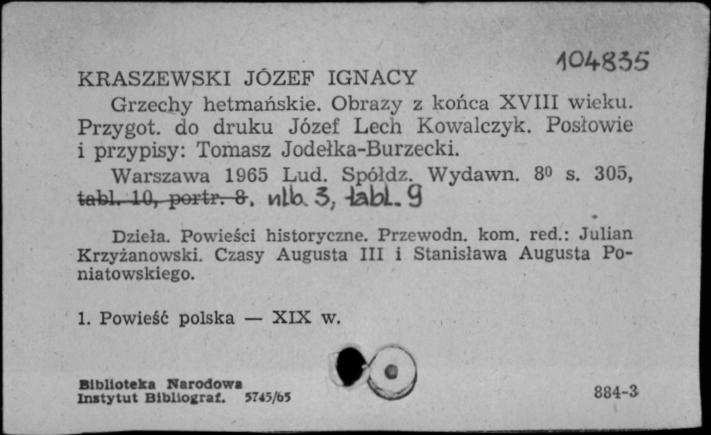 104835
KRASZEWSKI JÓZEF IGNACY
Grzechy hetmańskie. Obrazy z końca XVIII wieku.
Przygot. do druku Józef Lech Kowalczyk. Posłowie
i przypisy: Tomasz Jodełka-Burzecki.
Warszawa 1965 Lud. Spółdz. Wydawn. 8⁰ s. 305,
tabl. 10, portr. 8. nlb. 3, tabl. 9
Dzieła. Powieści historyczne. Przewodn. kom. red.: Julian
Krzyżanowski. Czasy Augusta III i Stanisława Augusta Po-
niatowskiego.
1. Powieść polska — XIX w.
Biblioteka Narodowa
Instytut Bibliograf. 5745/65
884-3